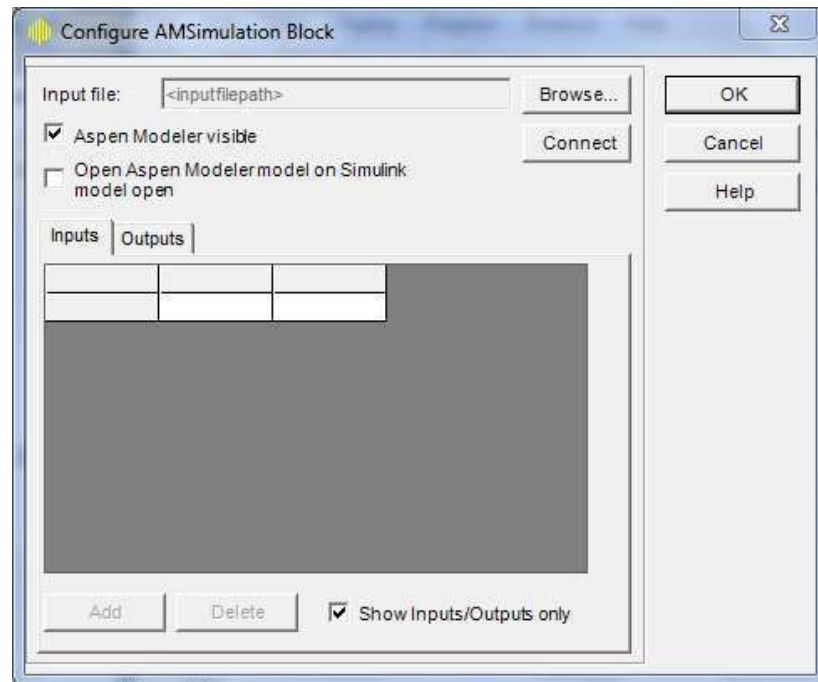 Configure AMSimulation Block
Input file: <inputfilepath> Browse...
Aspen Modeler visible
Connect
Open Aspen Modeler model on Simulink
model open
OK
Cancel
Help
Inputs Outputs
Add Delete Show Inputs/Outputs only